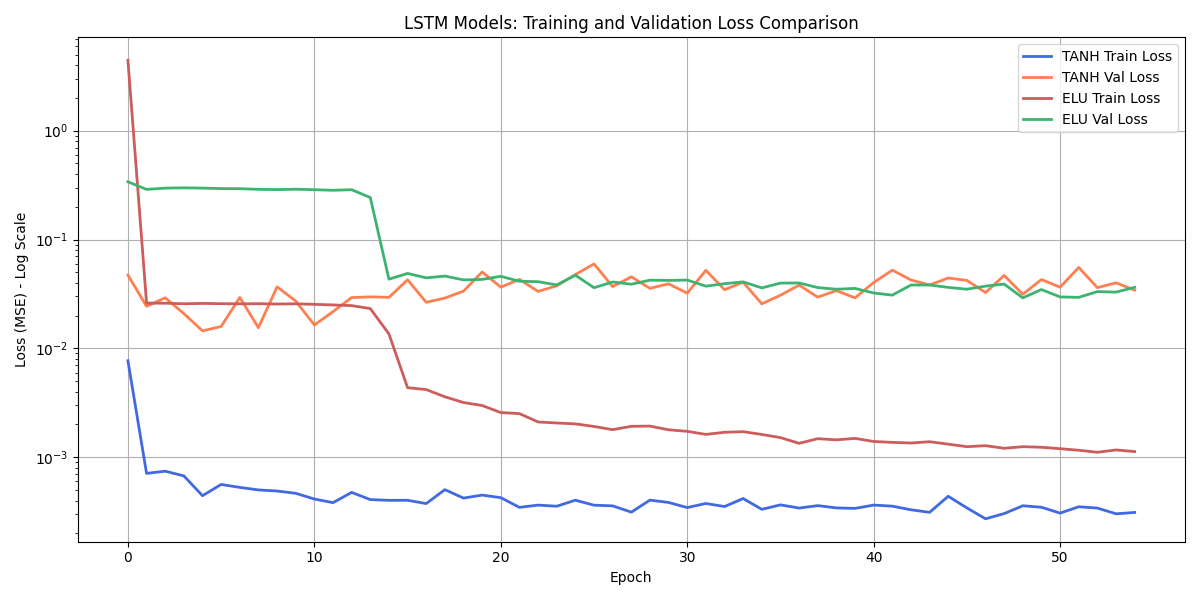 LSTM Models: Training and Validation Loss Comparison
TANH Train Loss
TANH Val Loss
ELU Train Loss
ELU Val Loss
Loss (MSE) - Log Scale
10⁰
10⁻¹
10⁻²
10⁻³
0 10 20 30 40 50
Epoch